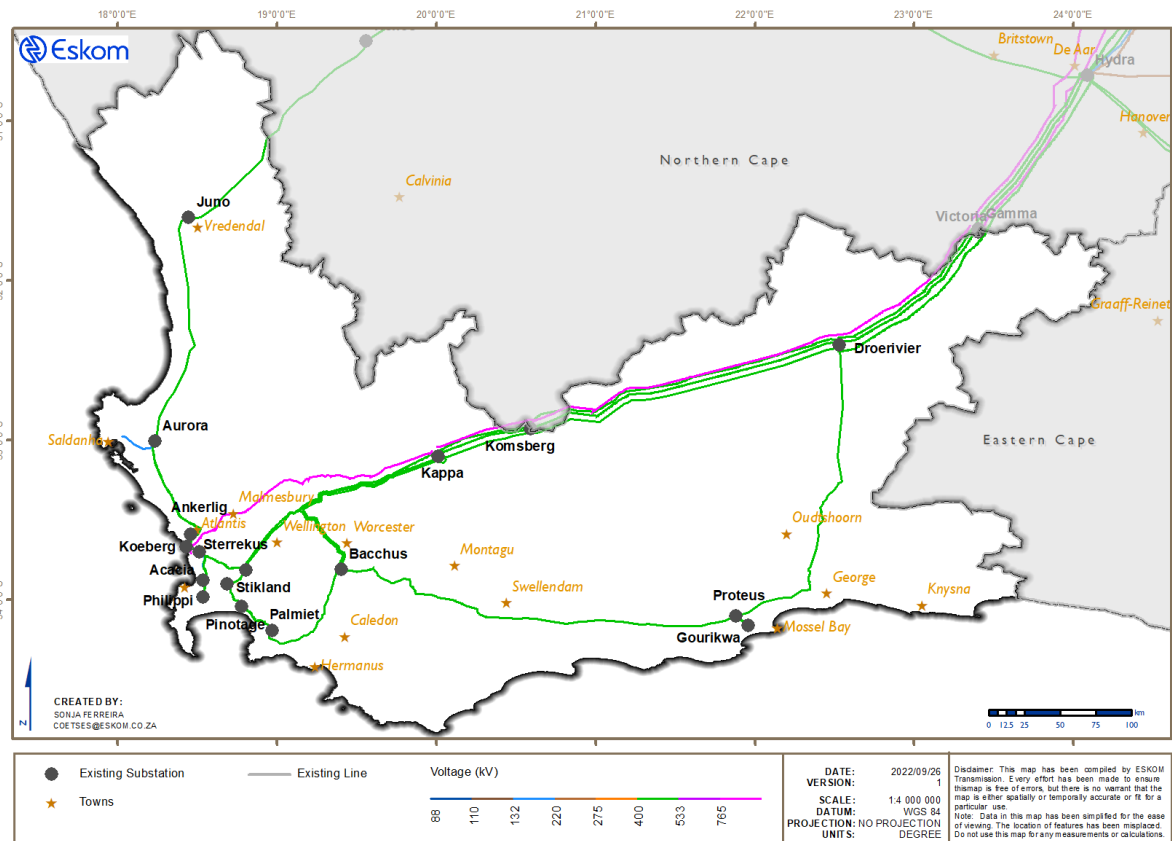 18°0'0"E
19°0'0"E
20°0'0"E
21°0'0"E
22°0'0"E
23°0'0"E
24°0'0"E
Eskom
Britstown
De Aar
Hydra
Hanover
Northern Cape
Calvinia
Juno
Vredendal
Victoria
Gamma
Graaff-Reinet
Droerivier
Aurora
Saldanha
Komsberg
Eastern Cape
Kappa
Ankerlig
Malmesbury
Atlantis
Koeberg
Sterrekus
Wellington
Worcester
Oudtshoorn
Acacia
Bacchus
Montagu
Stikland
Philippi
Swellendam
George
Knysna
Proteus
Palmiet
Pinotage
Caledon
Gourikwa
Mossel Bay
Hermanus
N
CREATED BY:
SONJA FERREIRA
COETSES@ESKOM.CO.ZA
km
0 12.5 25 50 75 100
Existing Substation
Existing Line
Towns
Voltage (kV)
88
110
132
220
275
400
533
765
DATE: 2022/09/26
VERSION: 1
SCALE: 1:4 000 000
DATUM: WGS 84
PROJECTION: NO PROJECTION
UNITS: DEGREE
Disclaimer: This map has been compiled by ESKOM
Transmission. Every effort has been made to ensure
thismap is free of errors, but there is no warrant that the
map is either spatially or temporally accurate or fit for a
particular use.
Note: Data in this map has been simplified for the ease
of viewing. The location of features has been misplaced.
Do not use this map for any measurements or calculations.